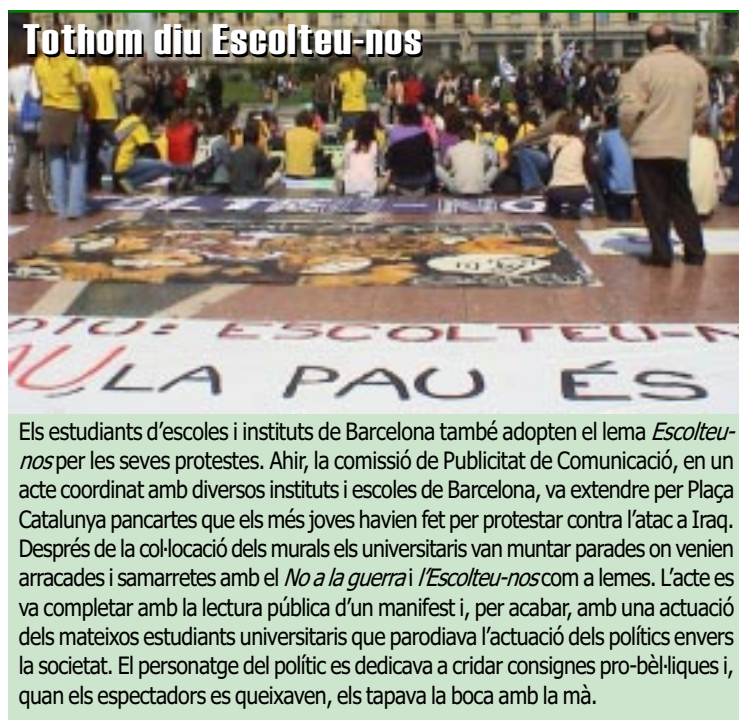 Tothom diu Escolteu-nos
DIU: ESCOLTEU-N
LA PAU ÉS
Els estudiants d'escoles i instituts de Barcelona també adopten el lema Escolteu-
nos per les seves protestes. Ahir, la comissió de Publicitat de Comunicació, en un
acte coordinat amb diversos instituts i escoles de Barcelona, va extendre per Plaça
Catalunya pancartes que els més joves havien fet per protestar contra l'atac a Iraq.
Després de la col·locació dels murals els universitaris van muntar parades on venien
arracades i samarretes amb el No a la guerra i l'Escolteu-nos com a lemes. L'acte es
va completar amb la lectura pública d'un manifest i, per acabar, amb una actuació
dels mateixos estudiants universitaris que parodiava l'actuació dels polítics envers
la societat. El personatge del polític es dedicava a cridar consignes pro-bèl·liques i,
quan els espectadors es queixaven, els tapava la boca amb la mà.